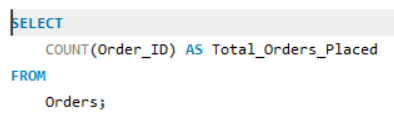 SELECT
    COUNT(Order_ID) AS Total_Orders_Placed
FROM
    Orders;